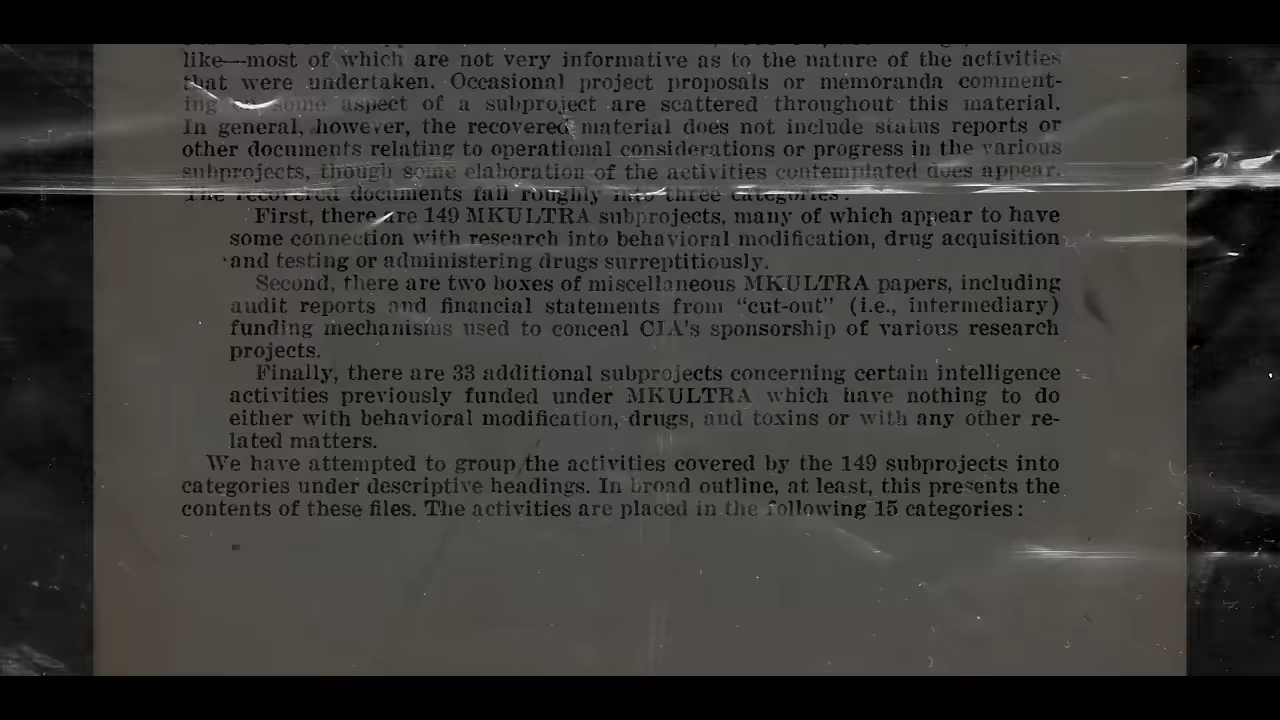 like—most of which are not very informative as to the nature of the activities
that were undertaken. Occasional project proposals or memoranda comment-
ing some aspect of a subproject are scattered throughout this material.
In general, however, the recovered material does not include status reports or
other documents relating to operational considerations or progress in the various
subprojects, though some elaboration of the activities contemplated does appear.
The recovered documents fall roughly into three categories:
First, there are 149 MKULTRA subprojects, many of which appear to have
some connection with research into behavioral modification, drug acquisition
and testing or administering drugs surreptitiously.
Second, there are two boxes of miscellaneous MKULTRA papers, including
audit reports and financial statements from "cut-out" (i.e., intermediary)
funding mechanisms used to conceal CIA's sponsorship of various research
projects.
Finally, there are 33 additional subprojects concerning certain intelligence
activities previously funded under MKULTRA which have nothing to do
either with behavioral modification, drugs, and toxins or with any other re-
lated matters.
We have attempted to group the activities covered by the 149 subprojects into
categories under descriptive headings. In broad outline, at least, this presents the
contents of these files. The activities are placed in the following 15 categories: